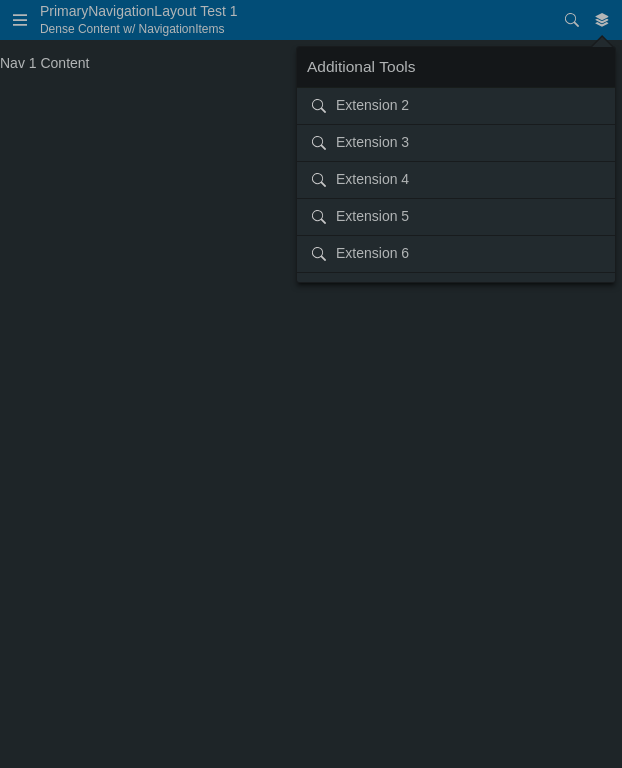 PrimaryNavigationLayout Test 1
Dense Content w/ NavigationItems
Nav 1 Content
Additional Tools
Extension 2
Extension 3
Extension 4
Extension 5
Extension 6